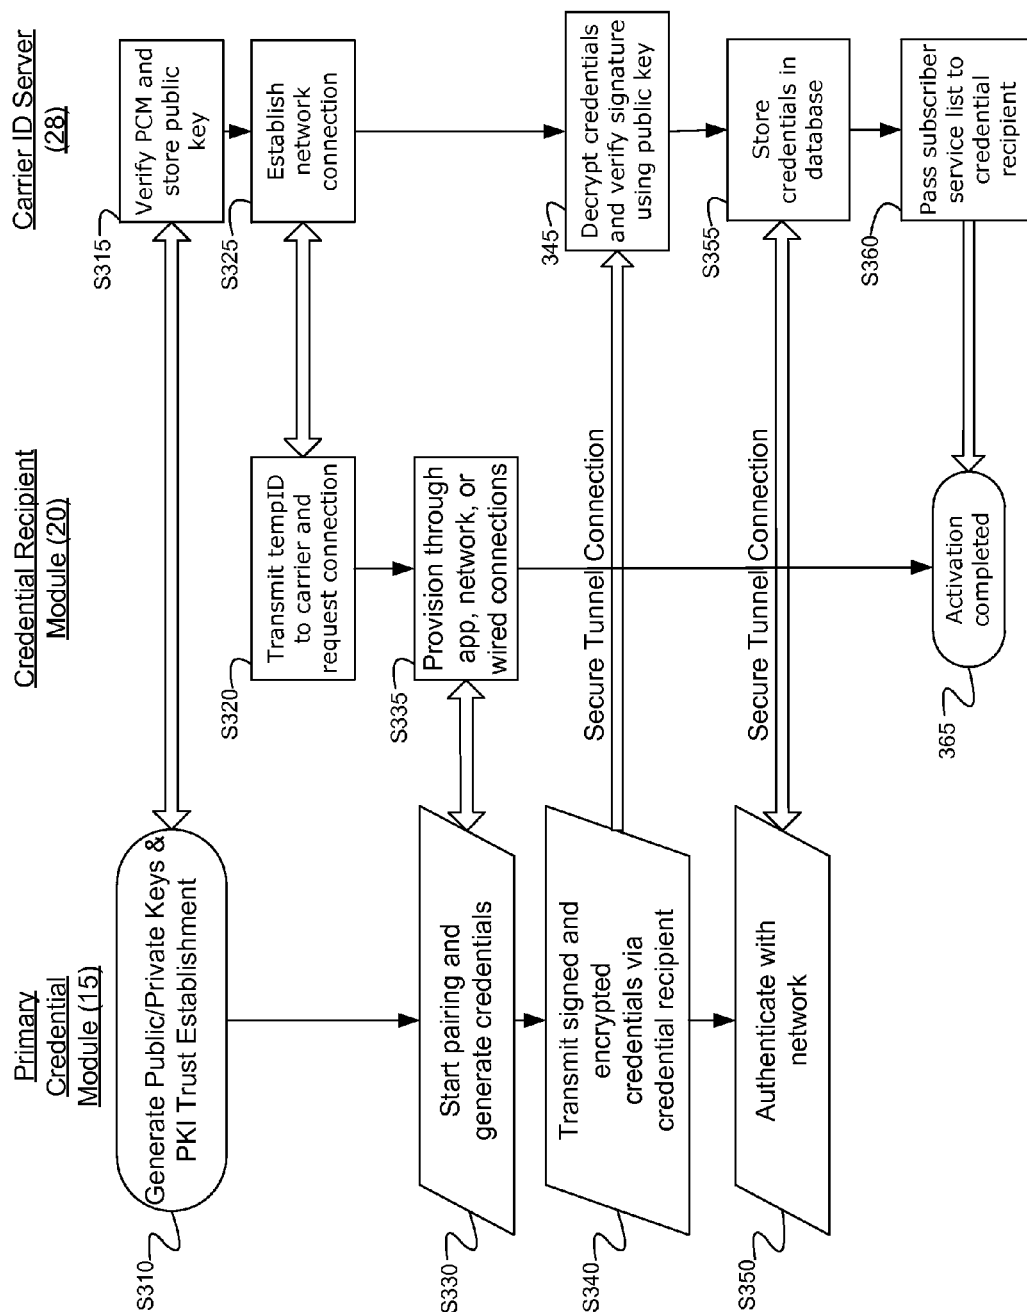 Primary
Credential
Module (15)
Credential Recipient
Module (20)
Carrier ID Server
(28)
S310
Generate Public/Private Keys &
PKI Trust Establishment
S315
Verify PCM and
store public
key
S320
Transmit tempID
to carrier and
request connection
S325
Establish
network
connection
S330
Start pairing and
generate credentials
S335
Provision through
app, network, or
wired connections
S340
Transmit signed and
encrypted
credentials via
credential recipient
Secure Tunnel Connection
345
Decrypt credentials
and verify signature
using public key
S350
Authenticate with
network
Secure Tunnel Connection
S355
Store
credentials in
database
S360
Pass subscriber
service list to
credential
recipient
365
Activation
completed